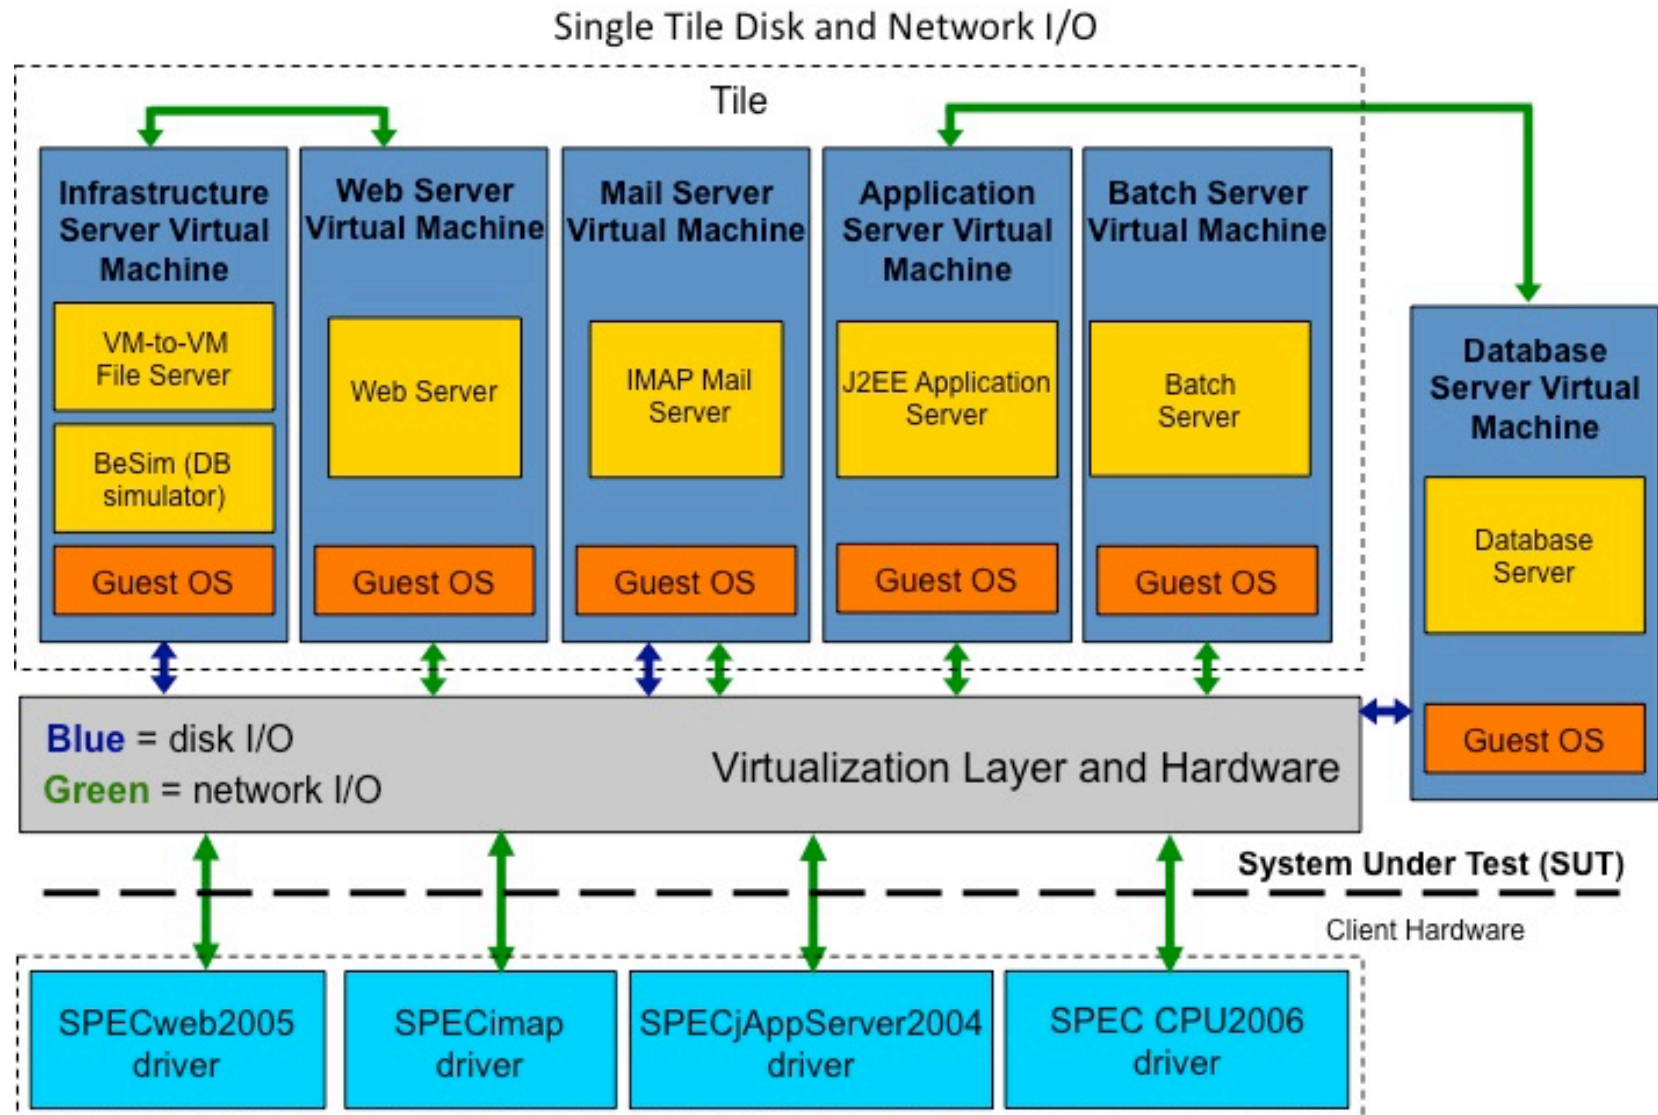 Single Tile Disk and Network I/O
Tile
Infrastructure
Server Virtual
Machine
VM-to-VM
File Server
BeSim (DB
simulator)
Guest OS
Web Server
Virtual Machine
Web Server
Guest OS
Mail Server
Virtual Machine
IMAP Mail
Server
Guest OS
Application
Server Virtual
Machine
J2EE Application
Server
Guest OS
Batch Server
Virtual Machine
Batch
Server
Guest OS
Database
Server Virtual
Machine
Database
Server
Guest OS
Blue = disk I/O
Green = network I/O
Virtualization Layer and Hardware
System Under Test (SUT)
Client Hardware
SPECweb2005
driver
SPECimap
driver
SPECjAppServer2004
driver
SPEC CPU2006
driver